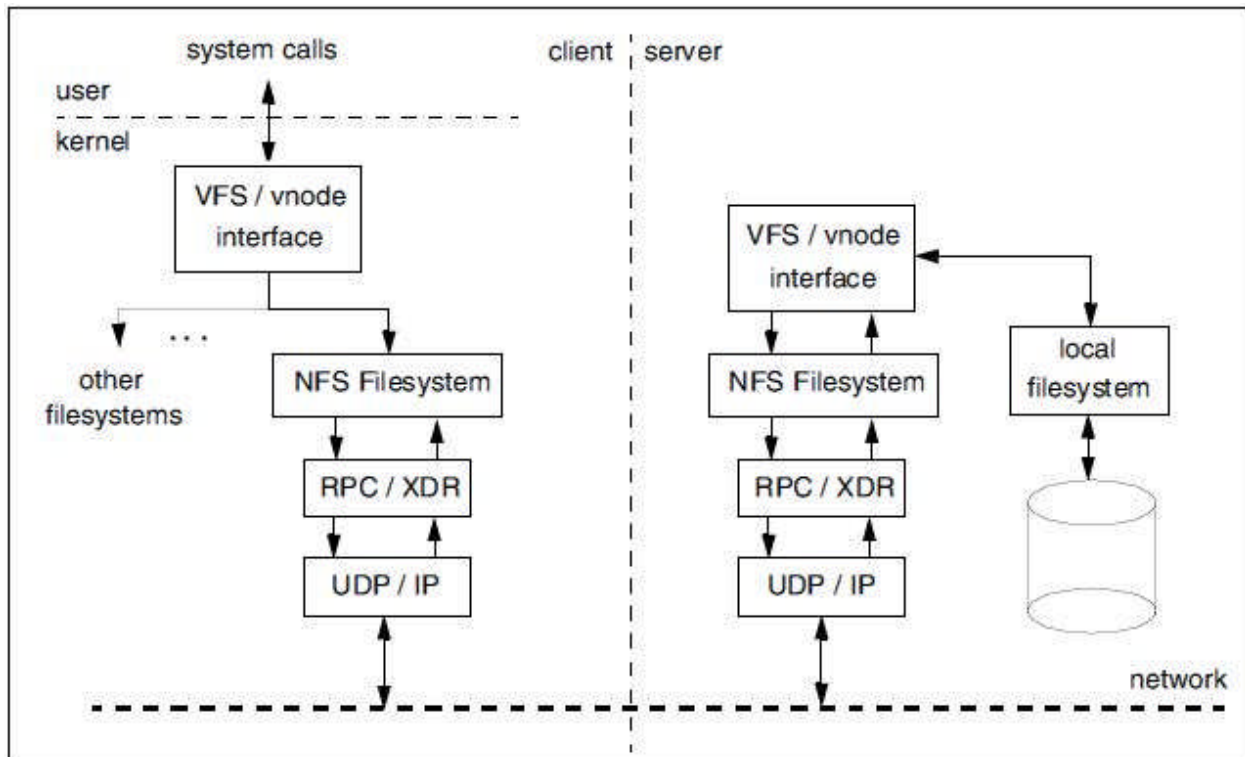 system calls
client
server
user
kernel
VFS / vnode
interface
...
other
filesystems
NFS Filesystem
RPC / XDR
UDP / IP
VFS / vnode
interface
NFS Filesystem
RPC / XDR
UDP / IP
local
filesystem
network